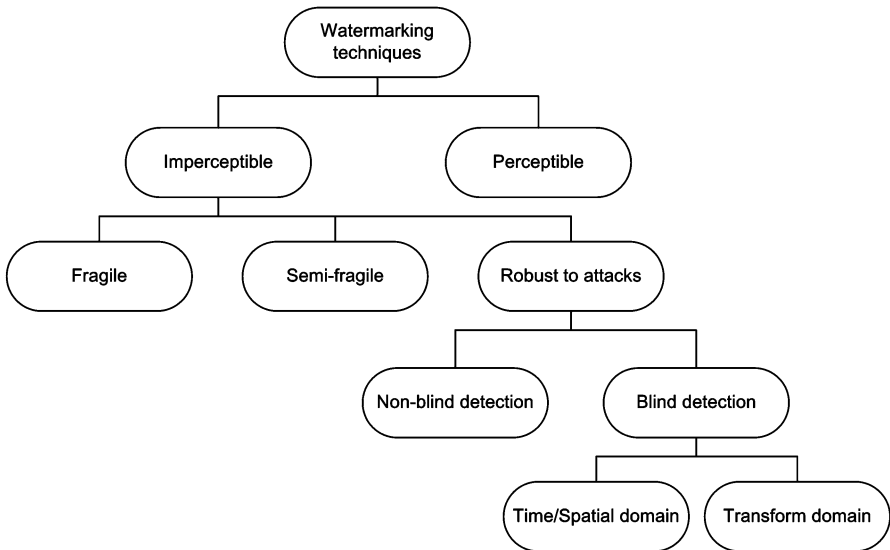 Watermarking
techniques
Imperceptible
Perceptible
Fragile
Semi-fragile
Robust to attacks
Non-blind detection
Blind detection
Time/Spatial domain
Transform domain